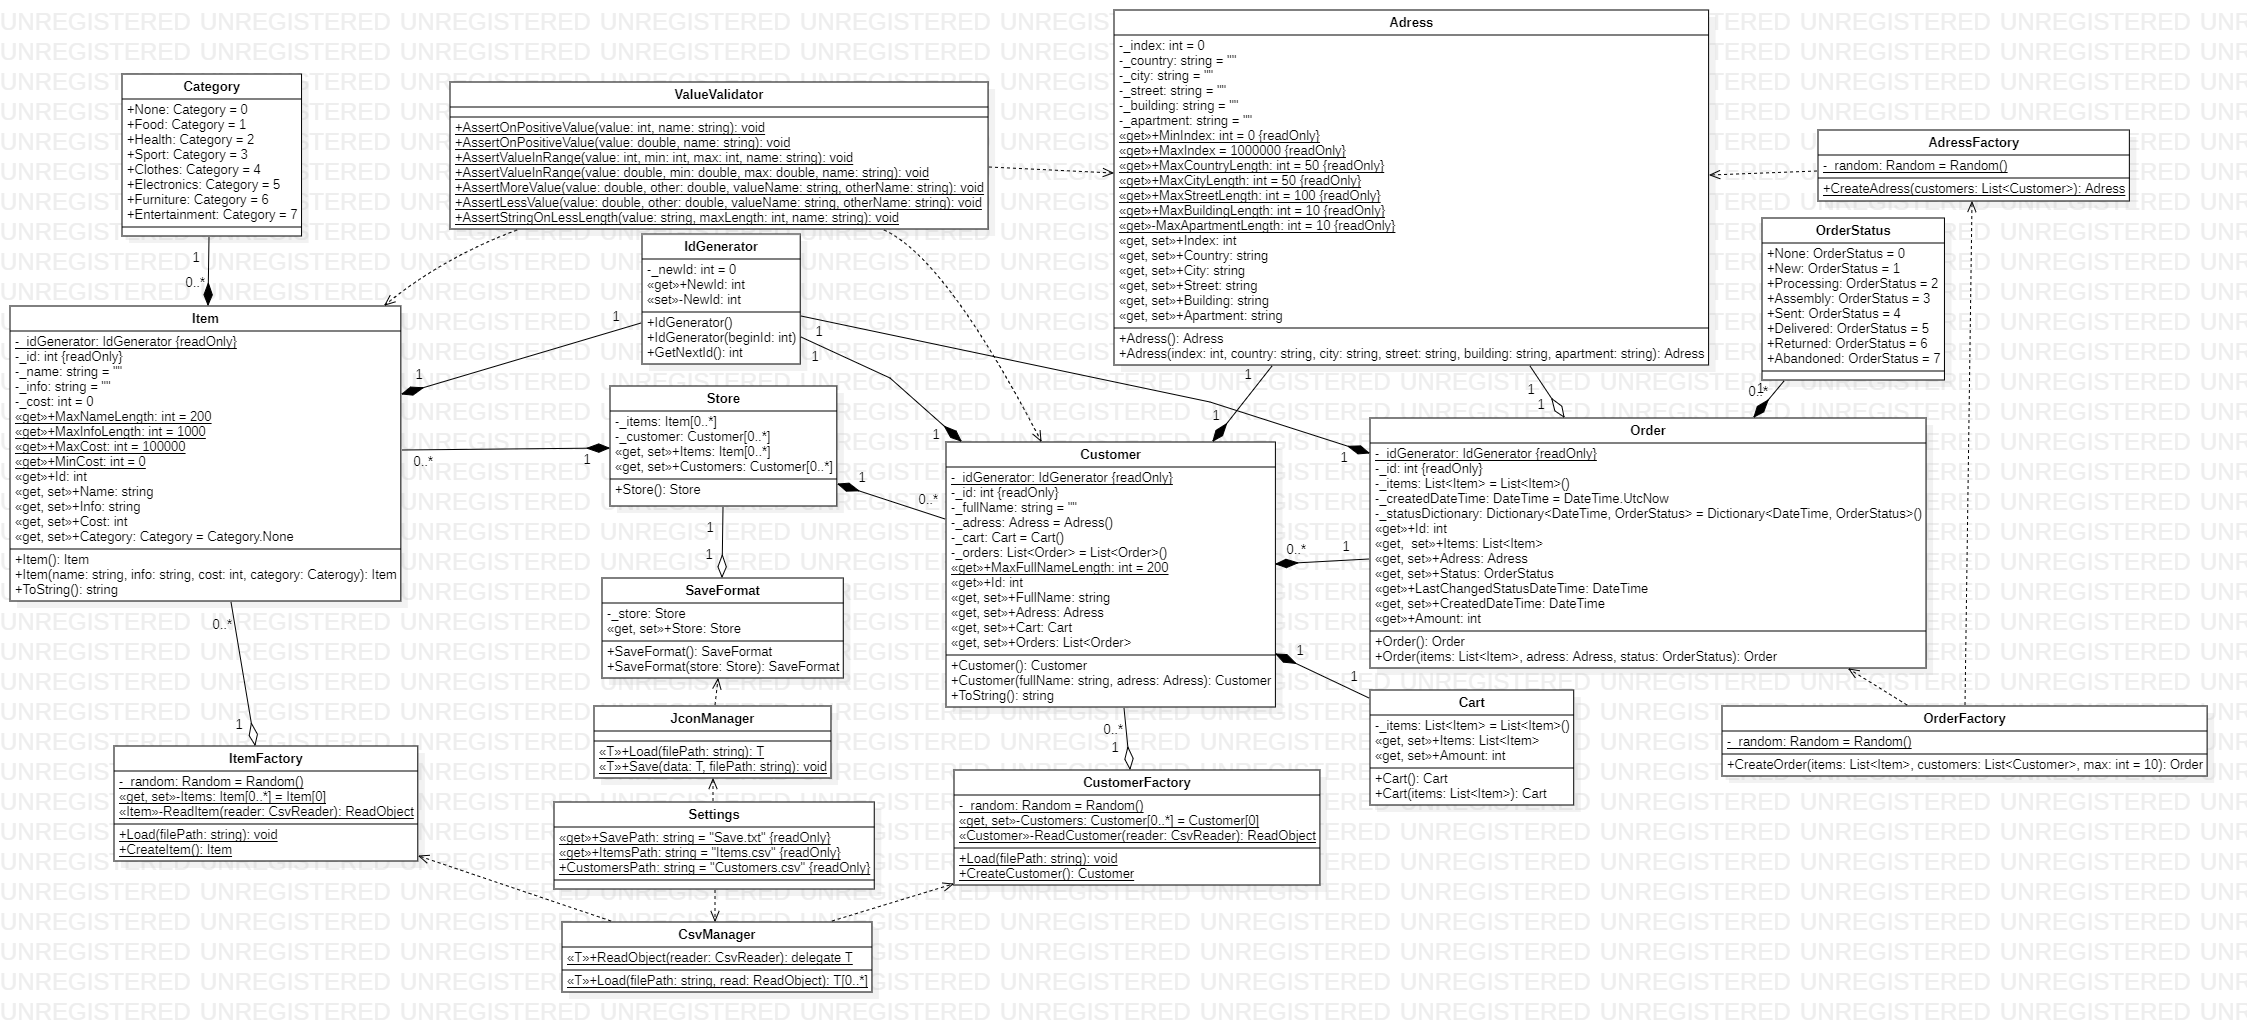 Category
+None: Category = 0
+Food: Category = 1
+Health: Category = 2
+Sport: Category = 3
+Clothes: Category = 4
+Electronics: Category = 5
+Furniture: Category = 6
+Entertainment: Category = 7
1
0..*
ValueValidator
+AssertOnPositiveValue(value: int, name: string): void
+AssertOnPositiveValue(value: double, name: string): void
+AssertValueInRange(value: int, min: int, max: int, name: string): void
+AssertValueInRange(value: double, min: double, max: double, name: string): void
+AssertMoreValue(value: double, other: double, valueName: string, otherName: string): void
+AssertLessValue(value: double, other: double, valueName: string, otherName: string): void
+AssertStringOnLessLength(value: string, maxLength: int, name: string): void
Adress
-_index: int = 0
-_country: string = ""
-_city: string = ""
-_street: string = ""
-_building: string = ""
-_apartment: string = ""
«get»+MinIndex: int = 0 {readOnly}
«get»+MaxIndex = 1000000 {readOnly}
«get»+MaxCountryLength: int = 50 {readOnly}
«get»+MaxCityLength: int = 50 {readOnly}
«get»+MaxStreetLength: int = 100 {readOnly}
«get»+MaxBuildingLength: int = 10 {readOnly}
«get»-MaxApartmentLength: int = 10 {readOnly}
«get, set»+Index: int
«get, set»+Country: string
«get, set»+City: string
«get, set»+Street: string
«get, set»+Building: string
«get, set»+Apartment: string
+Adress(): Adress
+Adress(index: int, country: string, city: string, street: string, building: string, apartment: string): Adress
AdressFactory
-_random: Random = Random()
+CreateAdress(customers: List<Customer>): Adress
OrderStatus
+None: OrderStatus = 0
+New: OrderStatus = 1
+Processing: OrderStatus = 2
+Assembly: OrderStatus = 3
+Sent: OrderStatus = 4
+Delivered: OrderStatus = 5
+Returned: OrderStatus = 6
+Abandoned: OrderStatus = 7
0..*
1
IdGenerator
-_newId: int = 0
«get»+NewId: int
«set»-NewId: int
+IdGenerator()
+IdGenerator(beginId: int)
+GetNextId(): int
1
1
1
1
1
1
Item
-_idGenerator: IdGenerator {readOnly}
-_id: int {readOnly}
-_name: string = ""
-_info: string = ""
-_cost: int = 0
«get»+MaxNameLength: int = 200
«get»+MaxInfoLength: int = 1000
«get»+MaxCost: int = 100000
«get»+MinCost: int = 0
«get»+Id: int
«get, set»+Name: string
«get, set»+Info: string
«get, set»+Cost: int
«get, set»+Category: Category = Category.None
+Item(): Item
+Item(name: string, info: string, cost: int, category: Caterogy): Item
+ToString(): string
0..*
1
Store
-_items: Item[0..*]
-_customer: Customer[0..*]
«get, set»+Items: Item[0..*]
«get, set»+Customers: Customer[0..*]
+Store(): Store
1
0..*
1
1
1
1
1
1
Customer
-_idGenerator: IdGenerator {readOnly}
-_id: int {readOnly}
-_fullName: string = ""
-_adress: Adress = Adress()
-_cart: Cart = Cart()
-_orders: List<Order> = List<Order>()
«get»+MaxFullNameLength: int = 200
«get»+Id: int
«get, set»+FullName: string
«get, set»+Adress: Adress
«get, set»+Cart: Cart
«get, set»+Orders: List<Order>
+Customer(): Customer
+Customer(fullName: string, adress: Adress): Customer
+ToString(): string
0..*
1
1
1
Order
-_idGenerator: IdGenerator {readOnly}
-_id: int {readOnly}
-_items: List<Item> = List<Item>()
-_createdDateTime: DateTime = DateTime.UtcNow
-_statusDictionary: Dictionary<DateTime, OrderStatus> = Dictionary<DateTime, OrderStatus>()
«get»+Id: int
«get, set»+Items: List<Item>
«get, set»+Adress: Adress
«get, set»+Status: OrderStatus
«get»+LastChangedStatusDateTime: DateTime
«get, set»+CreatedDateTime: DateTime
«get»+Amount: int
+Order(): Order
+Order(items: List<Item>, adress: Adress, status: OrderStatus): Order
SaveFormat
-_store: Store
«get, set»+Store: Store
+SaveFormat(): SaveFormat
+SaveFormat(store: Store): SaveFormat
Cart
-_items: List<Item> = List<Item>()
«get, set»+Items: List<Item>
«get, set»+Amount: int
+Cart(): Cart
+Cart(items: List<Item>): Cart
OrderFactory
-_random: Random = Random()
+CreateOrder(items: List<Item>, customers: List<Customer>, max: int = 10): Order
JconManager
«T»+Load(filePath: string): T
«T»+Save(data: T, filePath: string): void
0..*
1
0..*
1
ItemFactory
-_random: Random = Random()
«get, set»-Items: Item[0..*] = Item[0]
«Item»-ReadItem(reader: CsvReader): ReadObject
+Load(filePath: string): void
+CreateItem(): Item
Settings
«get»+SavePath: string = "Save.txt" {readOnly}
«get»+ItemsPath: string = "Items.csv" {readOnly}
+CustomersPath: string = "Customers.csv" {readOnly}
CustomerFactory
-_random: Random = Random()
«get, set»-Customers: Customer[0..*] = Customer[0]
«Customer»-ReadCustomer(reader: CsvReader): ReadObject
+Load(filePath: string): void
+CreateCustomer(): Customer
CsvManager
«T»+ReadObject(reader: CsvReader): delegate T
«T»+Load(filePath: string, read: ReadObject): T[0..*]
UNREGISTERED